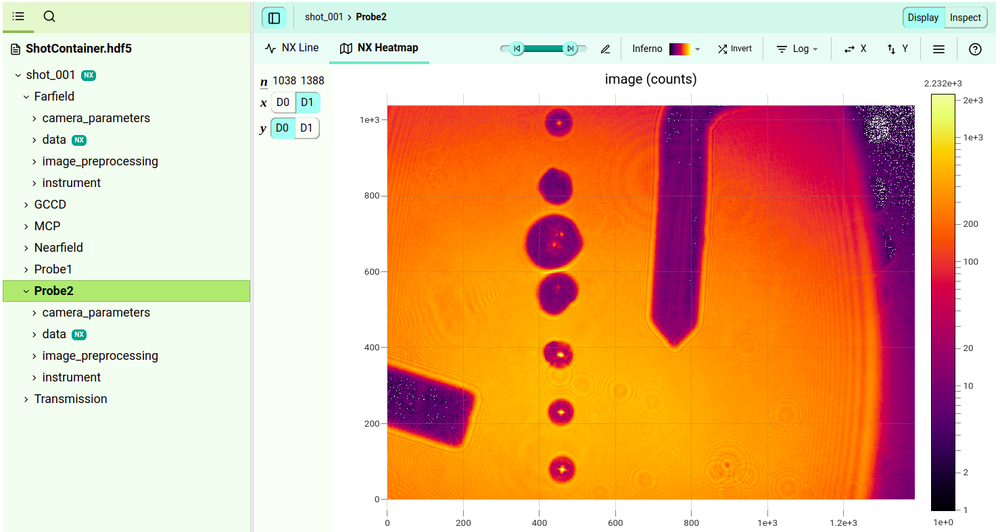 shot_001 > Probe2
Display Inspect
ShotContainer.hdf5
NX Line NX Heatmap Inferno Invert Log X Y
shot_001 NX
Farfield
camera_parameters
data NX
image_preprocessing
instrument
GCCD
MCP
Nearfield
Probe1
Probe2
camera_parameters
data NX
image_preprocessing
instrument
Transmission
n 1038 1388
x D0 D1
y D0 D1
image (counts)
2.232e+3
2e+3
1e+3
200
100
20
10
2
1
1e+0
1e+3
800
600
400
200
0
0 200 400 600 800 1e+3 1.2e+3